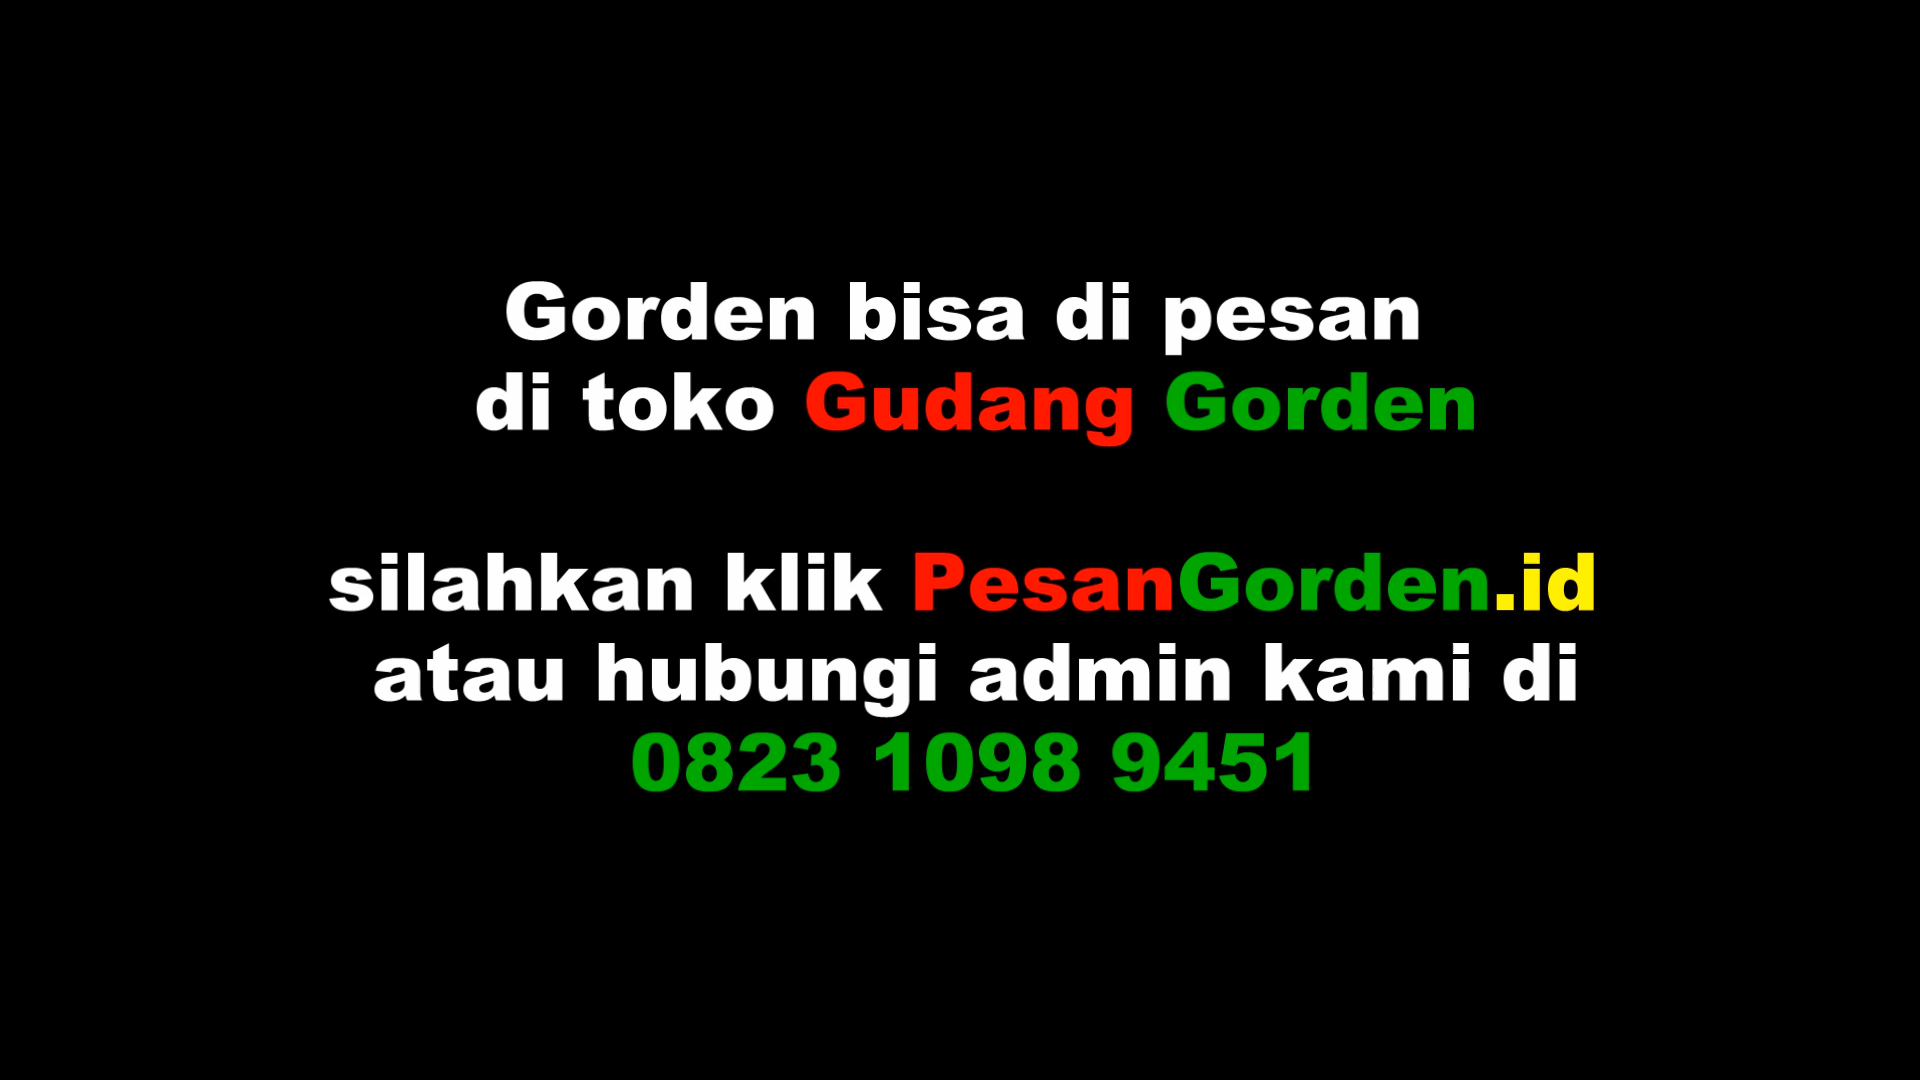 Gorden bisa di pesan
di toko Gudang Gorden
silahkan klik PesanGorden.id
atau hubungi admin kami di
0823 1098 9451